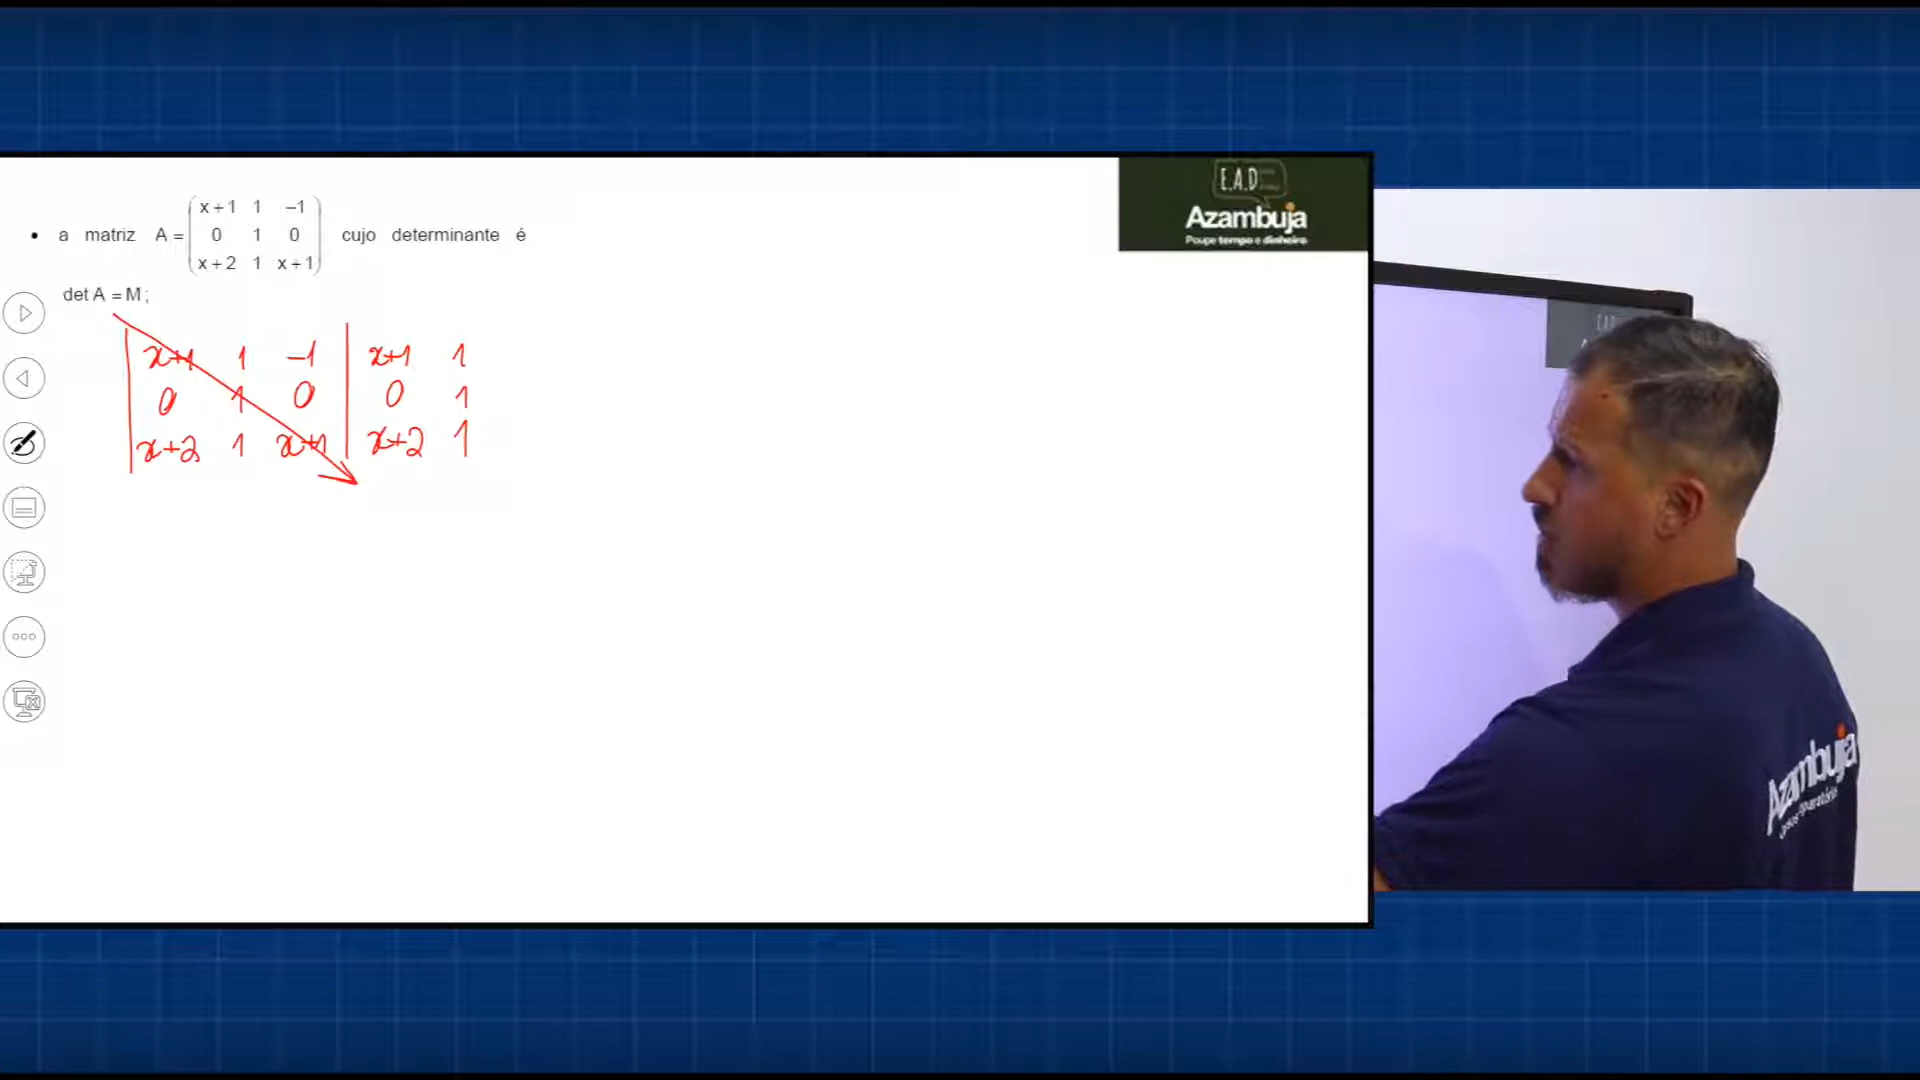 E.A.D
Azambuja
Poupe tempo e dinheiro
• a matriz A = ( x+1 1 –1
0 1 0
x+2 1 x+1 ) cujo determinante é
det A = M ;
| x+1 1 -1 | x+1 1
0 1 0 | 0 1
x+2 1 x+1 | x+2 1
Azambuja